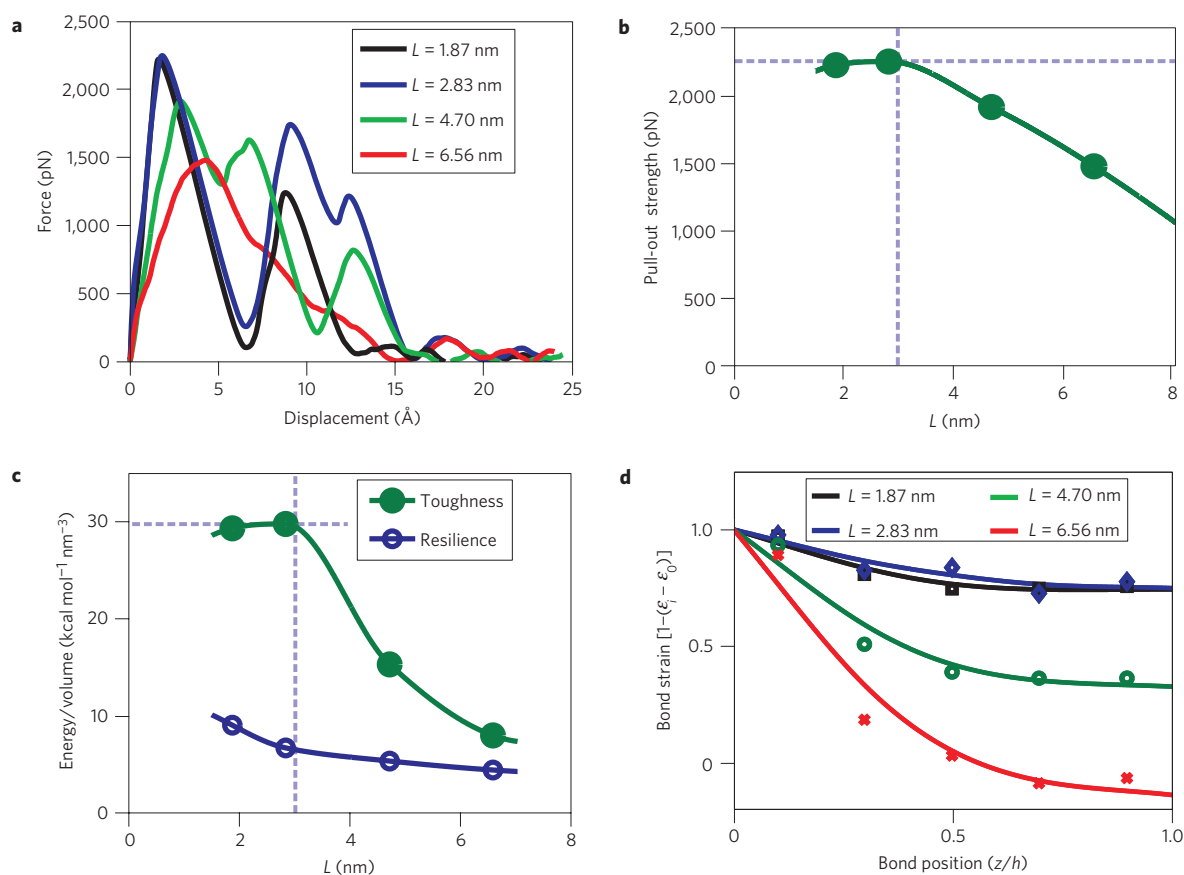 a
2,500
2,000
1,500
1,000
500
0
Force (pN)
0 5 10 15 20 25
Displacement (Å)
L = 1.87 nm
L = 2.83 nm
L = 4.70 nm
L = 6.56 nm
b
2,500
2,000
1,500
1,000
500
0
Pull-out strength (pN)
0 2 4 6 8
L (nm)
c
30
20
10
0
Energy/volume (kcal mol⁻¹ nm⁻³)
0 2 4 6 8
L (nm)
Toughness
Resilience
d
L = 1.87 nm
L = 4.70 nm
L = 2.83 nm
L = 6.56 nm
1.0
0.5
0
Bond strain [1–(εᵢ – ε₀)]
0 0.5 1.0
Bond position (z/h)